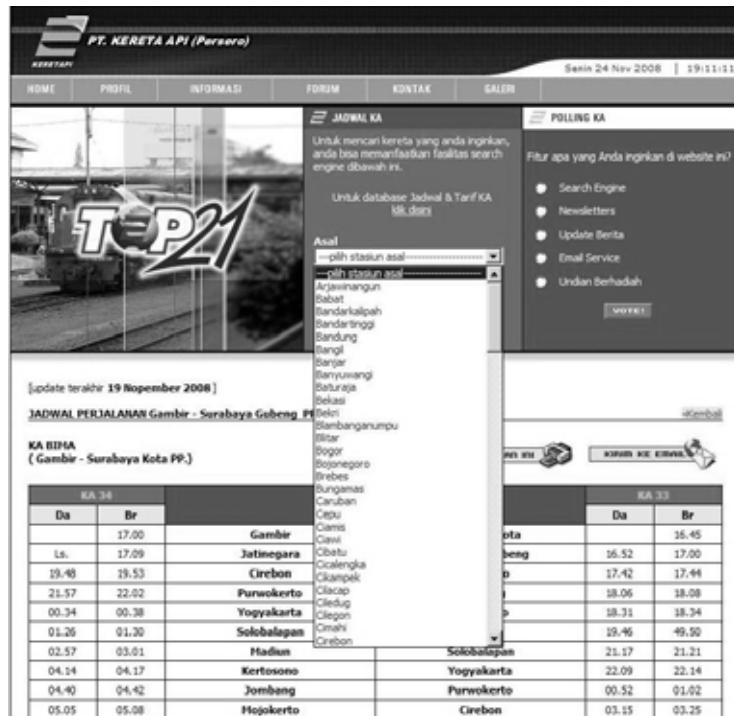 PT. KERETA API (Persero)
KERETAPI
Senin 24 Nov 2008 | 19:11:11
HOME PROFIL INFORMASI FORUM KONTAK GALERI
JADWAL KA
Untuk mencari kereta yang anda inginkan,
anda bisa memanfaatkan fasilitas search
engine dibawah ini.
Untuk database Jadwal & Tarif KA
klik disini
Asal
---pilih stasiun asal---
---pilih stasiun asal---
Arjawinangun
Babat
Bandarkalipah
Bandartinggi
Bandung
Bangil
Banjar
Banyuwangi
Baturaja
Bekasi
Bekri
Blambanganumpu
Blitar
Bogor
Bojonegoro
Brebes
Bungamas
Caruban
Cepu
Ciamis
Ciawi
Cibatu
Cicalengka
Cikampek
Cilacap
Ciledug
Cilegon
Cimahi
Cirebon
POLLING KA
Fitur apa yang Anda inginkan di website ini?
Search Engine
Newsletters
Update Berita
Email Service
Undian Berhadiah
VOTE!
TOP21
[update terakhir 19 Nopember 2008]
JADWAL PERJALANAN Gambir - Surabaya Gubeng P
«Kembali
KA BIMA
( Gambir - Surabaya Kota PP.)
AN INI KIRIM KE EMAIL
KA 34 KA 33
Da Br Da Br
17.00 Gambir ota 16.45
Ls. 17.09 Jatinegara beng 16.52 17.00
19.48 19.53 Cirebon o 17.42 17.44
21.57 22.02 Purwokerto 18.06 18.08
00.34 00.38 Yogyakarta o 18.31 18.34
01.26 01.30 Solobalapan 19.46 49.50
02.57 03.01 Madiun Solobalapan 21.17 21.21
04.14 04.17 Kertosono Yogyakarta 22.09 22.14
04.40 04.42 Jombang Purwokerto 00.52 01.02
05.05 05.08 Mojokerto Cirebon 03.15 03.25